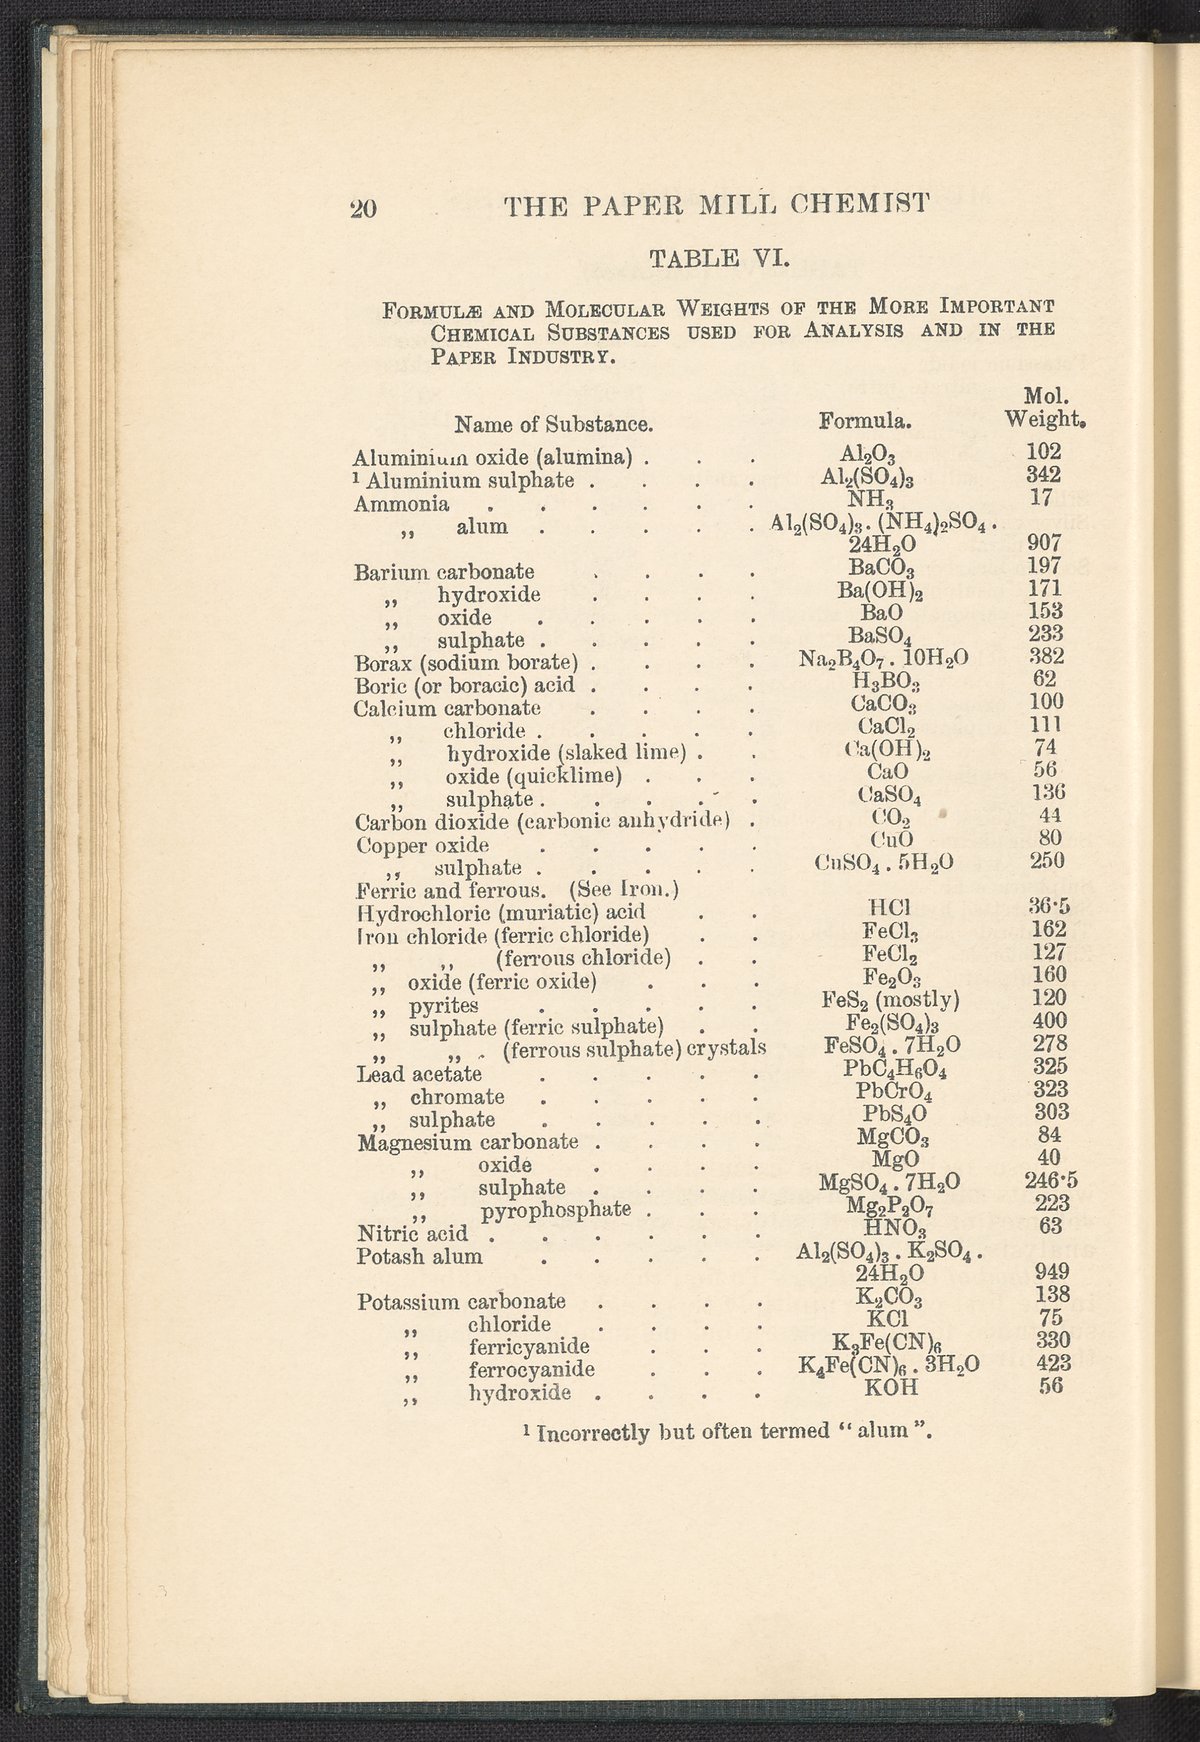 20 THE PAPER MILL CHEMIST
TABLE VI.
FORMULÆ AND MOLECULAR WEIGHTS OF THE MORE IMPORTANT
CHEMICAL SUBSTANCES USED FOR ANALYSIS AND IN THE
PAPER INDUSTRY.
Mol.
Name of Substance. Formula. Weight.
Aluminium oxide (alumina) . . . Al₂O₃ 102
¹ Aluminium sulphate . . . . Al₂(SO₄)₃ 342
Ammonia . . . . . . NH₃ 17
„ alum . . . . . Al₂(SO₄)₃ . (NH₄)₂SO₄ .
24H₂O 907
Barium carbonate . . . . BaCO₃ 197
„ hydroxide . . . . Ba(OH)₂ 171
„ oxide . . . . . BaO 153
„ sulphate . . . . . BaSO₄ 233
Borax (sodium borate) . . . . Na₂B₄O₇ . 10H₂O 382
Boric (or boracic) acid . . . . H₃BO₃ 62
Calcium carbonate . . . . CaCO₃ 100
„ chloride . . . . . CaCl₂ 111
„ hydroxide (slaked lime) . . Ca(OH)₂ 74
„ oxide (quicklime) . . . CaO 56
„ sulphate . . . . . CaSO₄ 136
Carbon dioxide (carbonic anhydride) . CO₂ 44
Copper oxide . . . . . CuO 80
„ sulphate . . . . . CuSO₄ . 5H₂O 250
Ferric and ferrous. (See Iron.)
Hydrochloric (muriatic) acid . . HCl 36·5
Iron chloride (ferric chloride) . . FeCl₃ 162
„ „ (ferrous chloride) . . FeCl₂ 127
„ oxide (ferric oxide) . . . Fe₂O₃ 160
„ pyrites . . . . . FeS₂ (mostly) 120
„ sulphate (ferric sulphate) . . Fe₂(SO₄)₃ 400
„ „ (ferrous sulphate) crystals FeSO₄ . 7H₂O 278
Lead acetate . . . . . PbC₄H₆O₄ 325
„ chromate . . . . . PbCrO₄ 323
„ sulphate . . . . . PbS₄O 303
Magnesium carbonate . . . . MgCO₃ 84
„ oxide . . . . MgO 40
„ sulphate . . . . MgSO₄ . 7H₂O 246·5
„ pyrophosphate . . . Mg₂P₂O₇ 223
Nitric acid . . . . . . HNO₃ 63
Potash alum . . . . . Al₂(SO₄)₃ . K₂SO₄ .
24H₂O 949
Potassium carbonate . . . . K₂CO₃ 138
„ chloride . . . . KCl 75
„ ferricyanide . . . K₃Fe(CN)₆ 330
„ ferrocyanide . . . K₄Fe(CN)₆ . 3H₂O 423
„ hydroxide . . . . KOH 56
¹ Incorrectly but often termed “ alum ”.